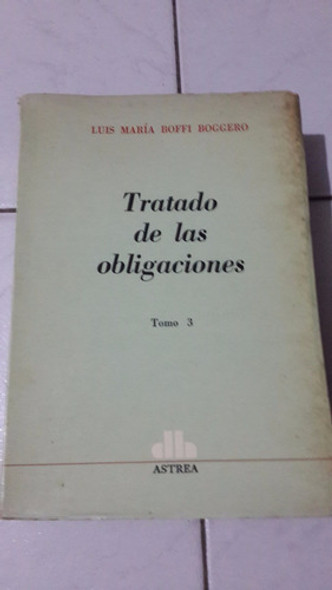 LUIS MARÍA BOFFI BOGGERO
Tratado
de las
obligaciones
Tomo 3
ASTREA